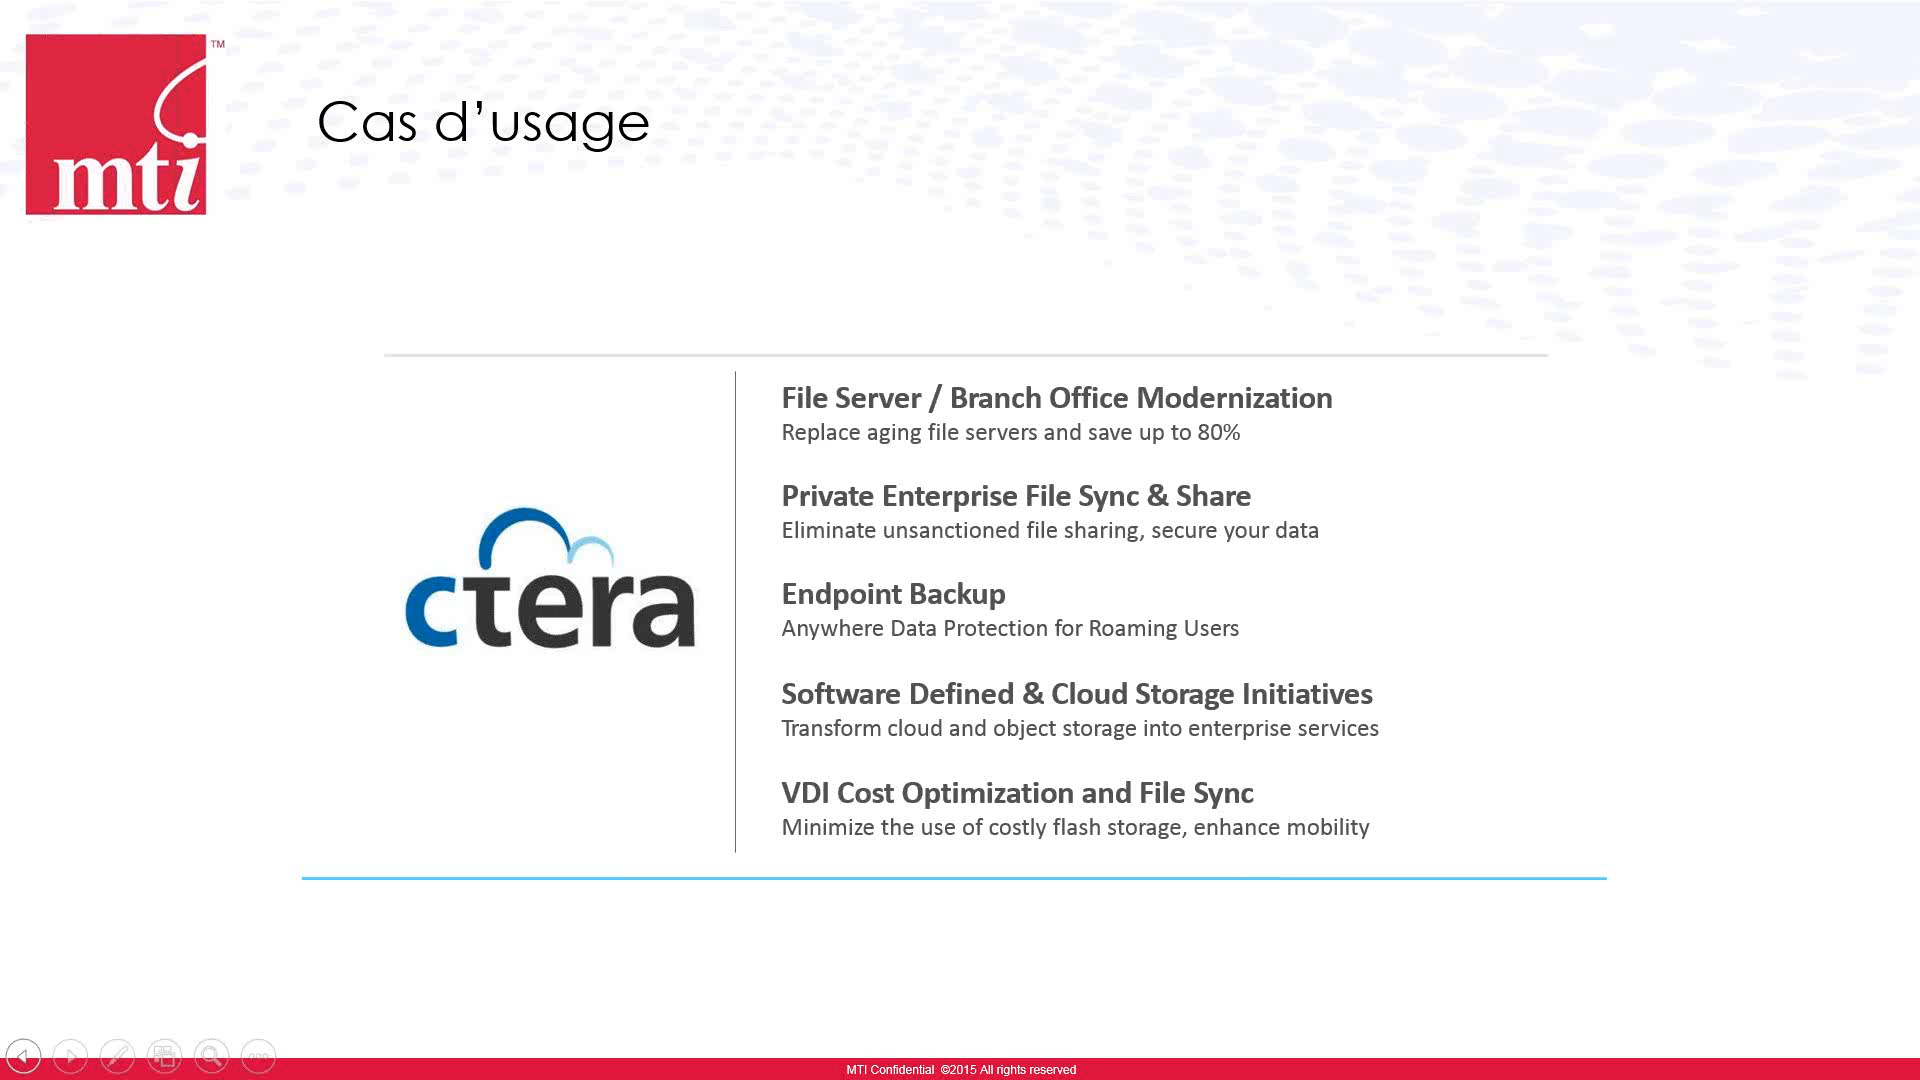 mti
TM
Cas d’usage
ctera
File Server / Branch Office Modernization
Replace aging file servers and save up to 80%
Private Enterprise File Sync & Share
Eliminate unsanctioned file sharing, secure your data
Endpoint Backup
Anywhere Data Protection for Roaming Users
Software Defined & Cloud Storage Initiatives
Transform cloud and object storage into enterprise services
VDI Cost Optimization and File Sync
Minimize the use of costly flash storage, enhance mobility
MTI Confidential ©2015 All rights reserved